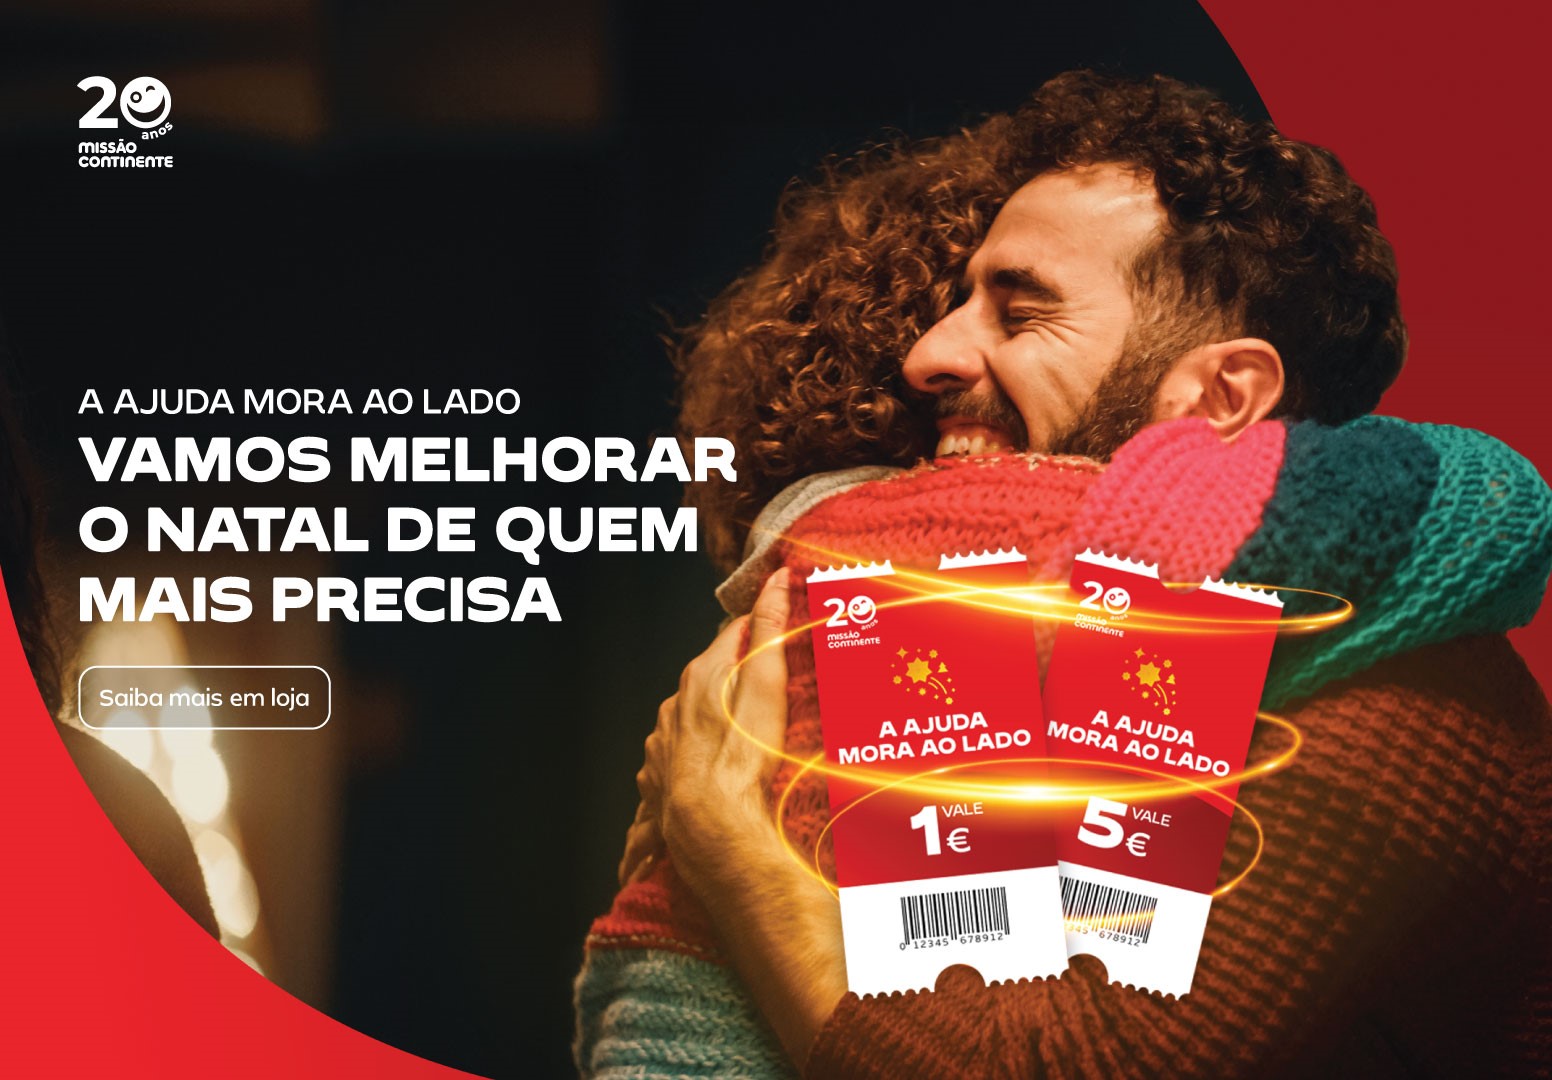 20
anos
MISSÃO
CONTINENTE
A AJUDA MORA AO LADO
VAMOS MELHORAR
O NATAL DE QUEM
MAIS PRECISA
Saiba mais em loja
20
anos
MISSÃO
CONTINENTE
A AJUDA
MORA AO LADO
1€ VALE
0 12345 678912
20
anos
MISSÃO
CONTINENTE
A AJUDA
MORA AO LADO
5€ VALE
345 678912